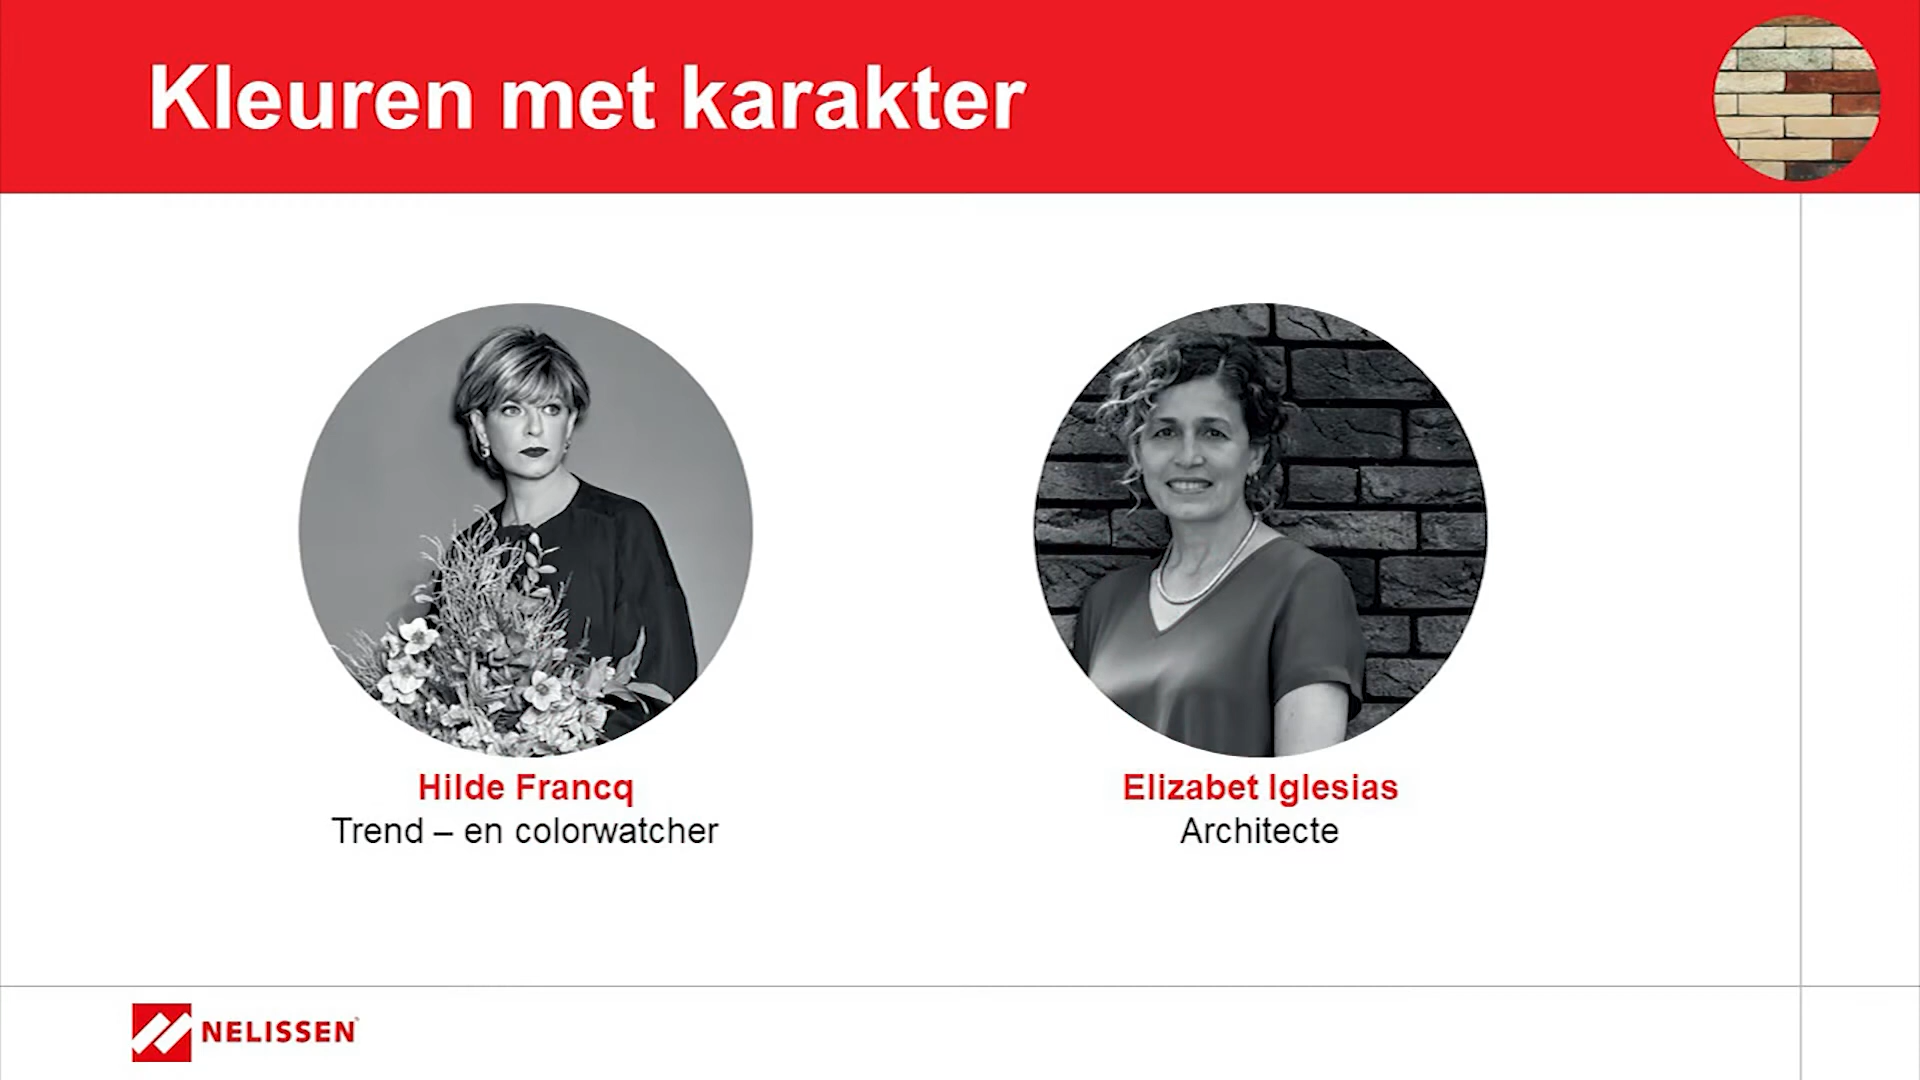 Kleuren met karakter
Hilde Francq
Trend – en colorwatcher
Elizabet Iglesias
Architecte
NELISSEN